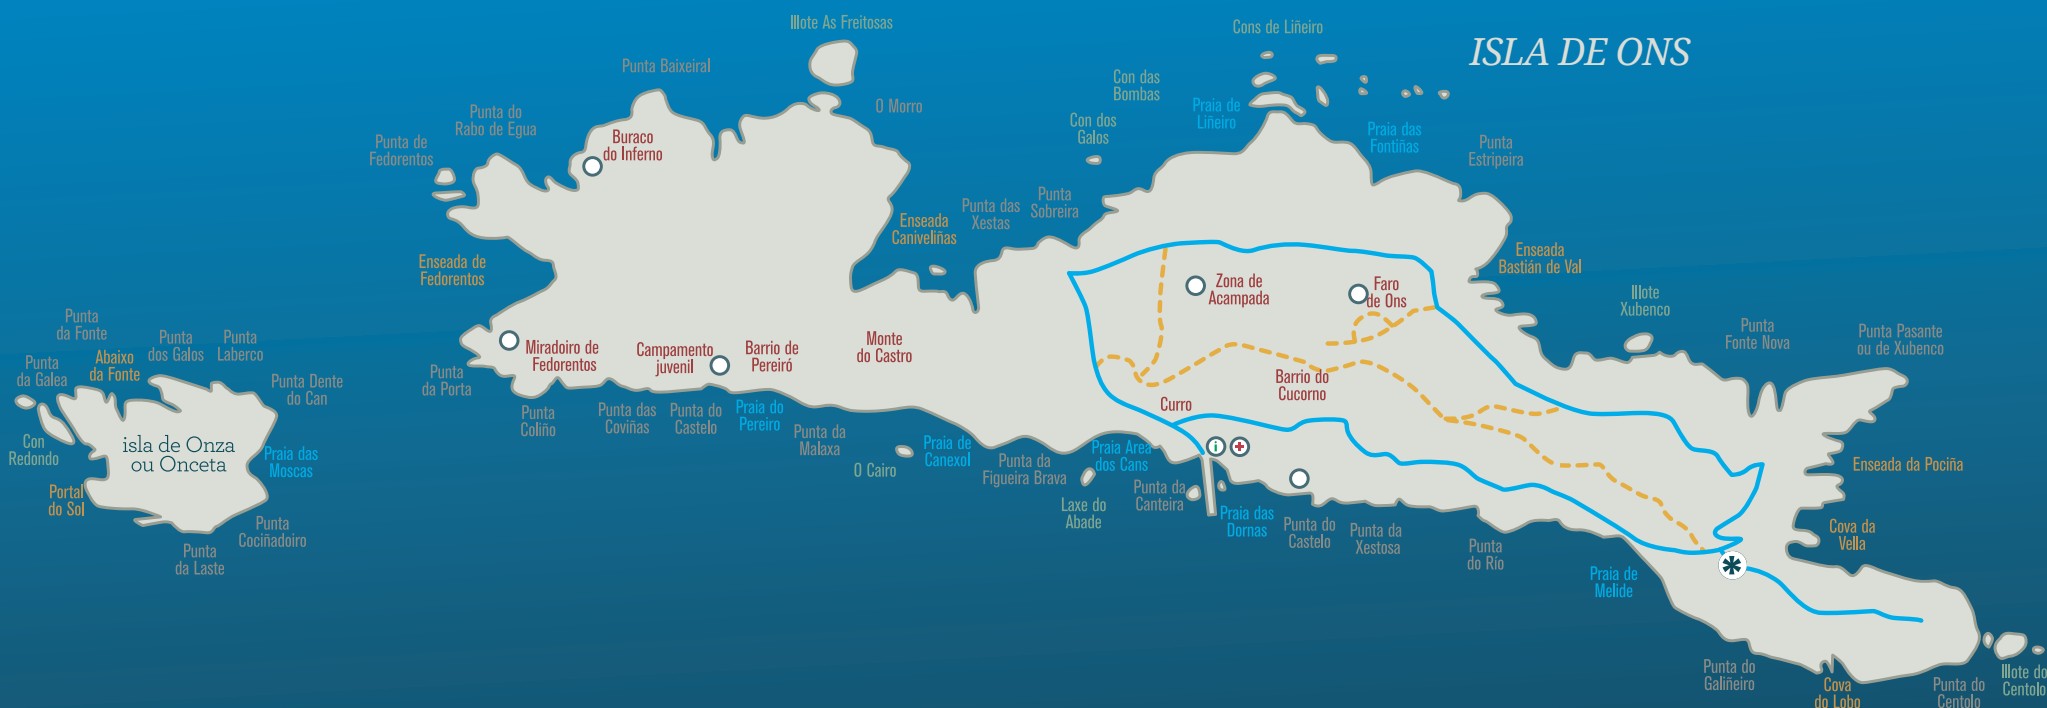 ISLA DE ONS
Illote As Freitosas
Cons de Liñeiro
Punta Baixeiral
Con das
Bombas
O Morro
Praia de
Liñeiro
Punta do
Rabo de Egua
Con dos
Galos
Praia das
Fontiñas
Punta de
Fedorentos
Buraco
do Inferno
Punta
Estripeira
Punta
Sobreira
Punta das
Xestas
Enseada
Caniveliñas
Enseada
Bastián de Val
Enseada de
Fedorentos
Zona de
Acampada
Faro
de Ons
Illote
Xubenco
Punta
da Fonte
Punta
Fonte Nova
Punta Pasante
ou de Xubenco
Punta
dos Galos
Punta
Laberco
Monte
do Castro
Miradoiro de
Fedorentos
Campamento
juvenil
Barrio de
Pereiró
Punta
da Galea
Abaixo
da Fonte
Punta
da Porta
Punta Dente
do Can
Barrio do
Cucorno
Curro
Punta
Coliño
Punta das
Coviñas
Punta do
Castelo
Praia do
Pereiro
Punta da
Malaxa
Con
Redondo
isla de Onza
ou Onceta
Praia das
Moscas
O Cairo
Praia de
Canexol
Punta da
Figueira Brava
Praia Area
dos Cans
i
Enseada da Pociña
Portal
do Sol
Laxe do
Abade
Punta da
Canteira
Praia das
Dornas
Punta do
Castelo
Punta da
Xestosa
Punta
do Río
Cova da
Vella
Punta
Cociñadoiro
Punta
da Laste
Praia de
Melide
*
Punta do
Galiñeiro
Cova
do Lobo
Punta do
Centolo
Illote do
Centolo